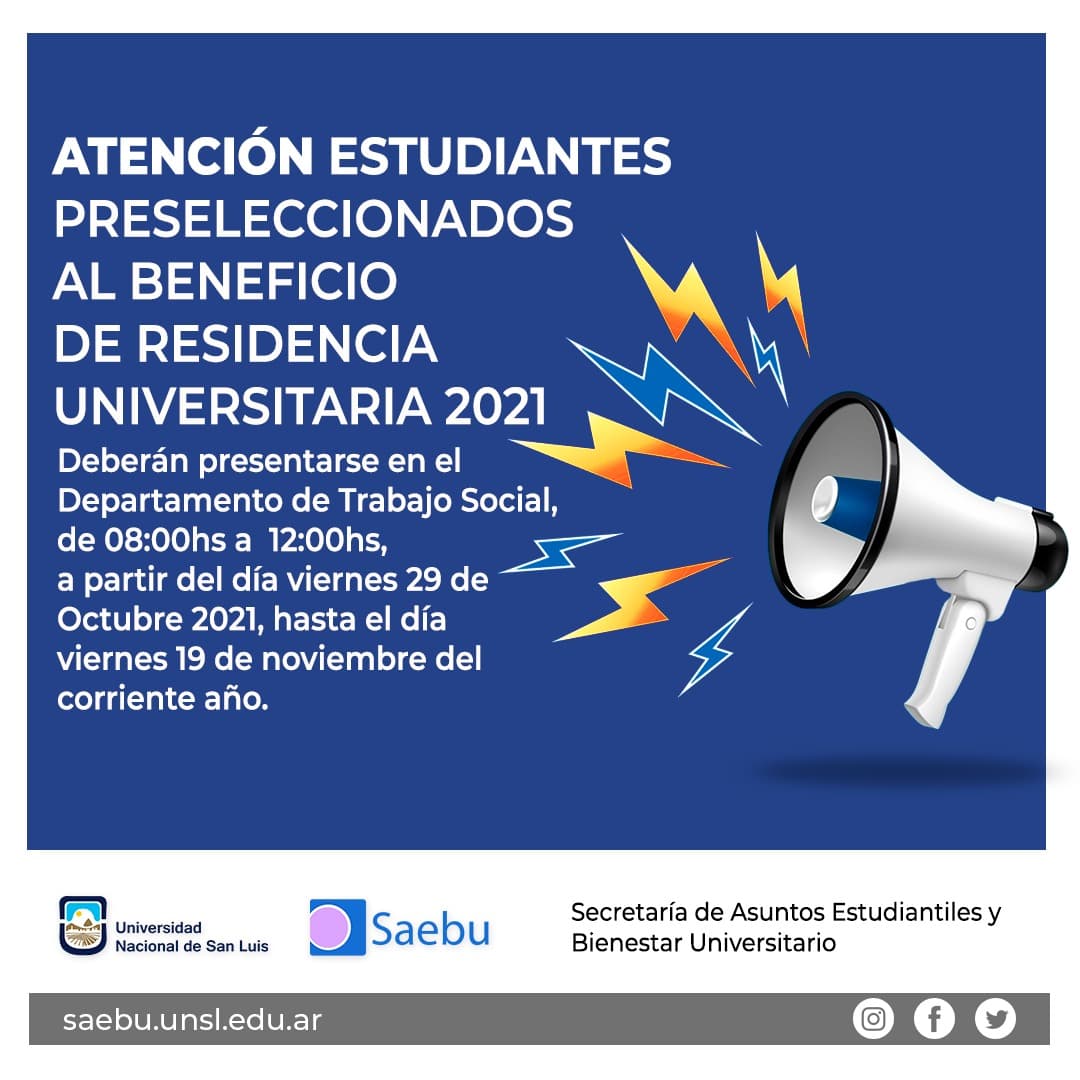 ATENCIÓN ESTUDIANTES
PRESELECCIONADOS
AL BENEFICIO
DE RESIDENCIA
UNIVERSITARIA 2021
Deberán presentarse en el
Departamento de Trabajo Social,
de 08:00hs a 12:00hs,
a partir del día viernes 29 de
Octubre 2021, hasta el día
viernes 19 de noviembre del
corriente año.
Universidad
Nacional de San Luis
Saebu
Secretaría de Asuntos Estudiantiles y
Bienestar Universitario
saebu.unsl.edu.ar